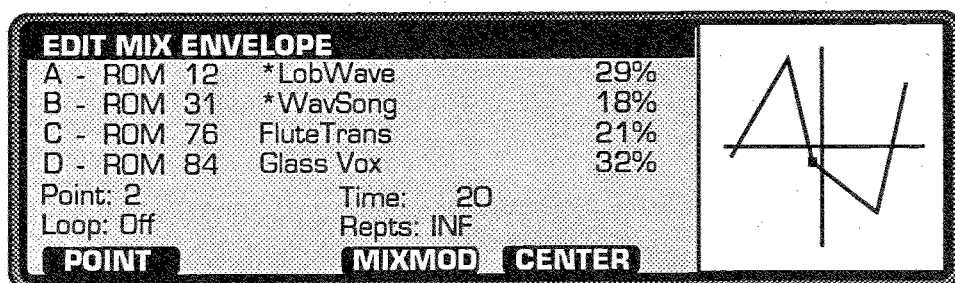 EDIT MIX ENVELOPE
A - ROM 12 *LobWave 29%
B - ROM 31 *WavSong 18%
C - ROM 76 FluteTrans 21%
D - ROM 84 Glass Vox 32%
Point: 2 Time: 20
Loop: Off Repts: INF
POINT MIXMOD CENTER